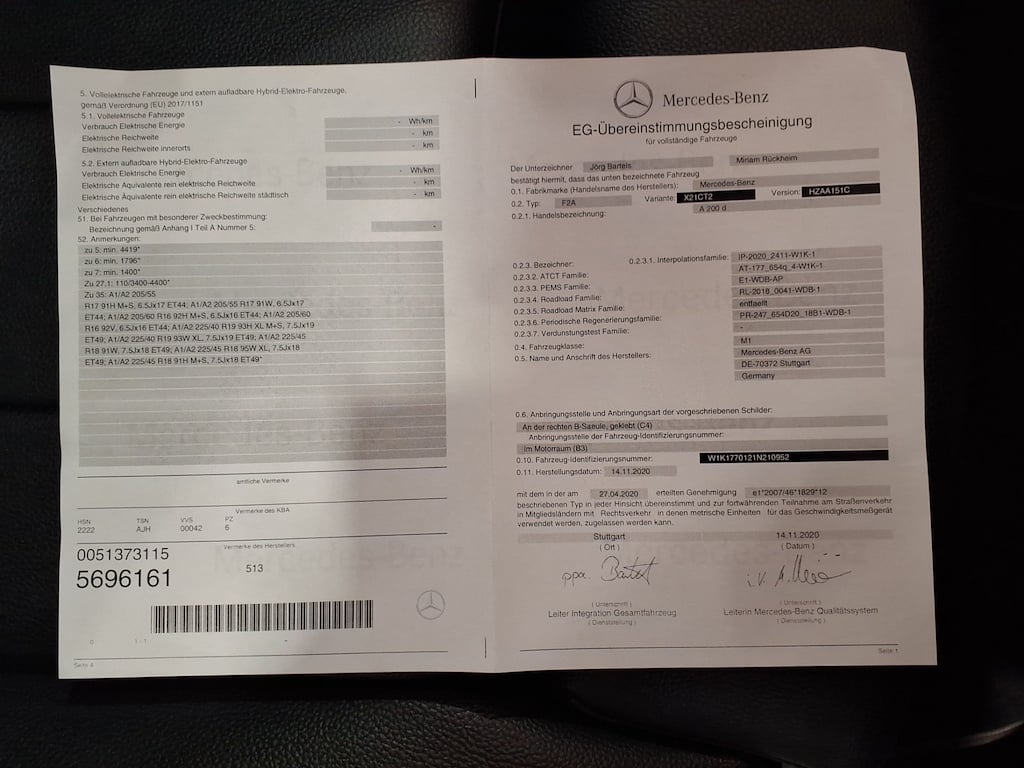 5. Vollelektrische Fahrzeuge und extern aufladbare Hybrid-Elektro-Fahrzeuge,
gemäß Verordnung (EU) 2017/1151
5.1. Vollelektrische Fahrzeuge
Verbrauch Elektrische Energie - Wh/km
Elektrische Reichweite - km
Elektrische Reichweite innerorts - km
5.2. Extern aufladbare Hybrid-Elektro-Fahrzeuge
Verbrauch Elektrische Energie - Wh/km
Elektrische Äquivalente rein elektrische Reichweite - km
Elektrische Äquivalente rein elektrische Reichweite städtisch - km
Verschiedenes
51. Bei Fahrzeugen mit besonderer Zweckbestimmung:
Bezeichnung gemäß Anhang I Teil A Nummer 5: -
52. Anmerkungen:
zu 5: min. 4419*
zu 6: min. 1796*
zu 7: min. 1400*
Zu 27.1: 110/3400-4400*
Zu 35: A1/A2 205/55
R17 91H M+S, 6.5Jx17 ET44; A1/A2 205/55 R17 91W, 6.5Jx17
ET44; A1/A2 205/60 R16 92H M+S, 6.5Jx16 ET44; A1/A2 205/60
R16 92V, 6.5Jx16 ET44; A1/A2 225/40 R19 93H XL M+S, 7.5Jx19
ET49; A1/A2 225/40 R19 93W XL, 7.5Jx19 ET49; A1/A2 225/45
R18 91W, 7.5Jx18 ET49; A1/A2 225/45 R18 95W XL, 7.5Jx18
ET49; A1/A2 225/45 R18 91H M+S, 7.5Jx18 ET49*
amtliche Vermerke
Vermerke des KBA
HSN TSN VVS PZ
2222 AJH 00042 6
Vermerke des Herstellers
0051373115
5696161 513
0 1 - 1 -
Seite 4
Mercedes-Benz
EG-Übereinstimmungsbescheinigung
für vollständige Fahrzeuge
Der Unterzeichner Jörg Bartels Miriam Rückheim
bestätigt hiermit, dass das unten bezeichnete Fahrzeug
0.1. Fabrikmarke (Handelsname des Herstellers): Mercedes-Benz
0.2. Typ: F2A Variante: X21CT2 Version: HZAA151C
0.2.1. Handelsbezeichnung: A 200 d
0.2.3. Bezeichner: 0.2.3.1. Interpolationsfamilie: IP-2020_2411-W1K-1
0.2.3.2. ATCT Familie: AT-177_654q_4-W1K-1
0.2.3.3. PEMS Familie: E1-WDB-AP
0.2.3.4. Roadload Familie: RL-2018_0041-WDB-1
0.2.3.5. Roadload Matrix Familie: entfaellt
0.2.3.6. Periodische Regenerierungsfamilie: PR-247_654D20_18B1-WDB-1
0.2.3.7. Verdunstungstest Familie: -
0.4. Fahrzeugklasse: M1
0.5. Name und Anschrift des Herstellers: Mercedes-Benz AG
DE-70372 Stuttgart
Germany
0.6. Anbringungsstelle und Anbringungsart der vorgeschriebenen Schilder:
An der rechten B-Saeule, geklebt (C4)
Anbringungsstelle der Fahrzeug-Identifizierungsnummer:
Im Motorraum (B3)
0.10. Fahrzeug-Identifizierungsnummer: W1K1770121N210952
0.11. Herstellungsdatum: 14.11.2020
mit dem in der am 27.04.2020 erteilten Genehmigung e1*2007/46*1829*12
beschriebenen Typ in jeder Hinsicht übereinstimmt und zur fortwährenden Teilnahme am Straßenverkehr
in Mitgliedsländern mit Rechtsverkehr in denen metrische Einheiten für das Geschwindigkeitsmeßgerät
verwendet werden, zugelassen werden kann.
Stuttgart 14.11.2020
( Ort ) ( Datum )
ppa.
i.V.
( Unterschrift ) ( Unterschrift )
Leiter Integration Gesamtfahrzeug Leiterin Mercedes-Benz Qualitätssystem
( Dienststellung ) ( Dienststellung )
Seite 1